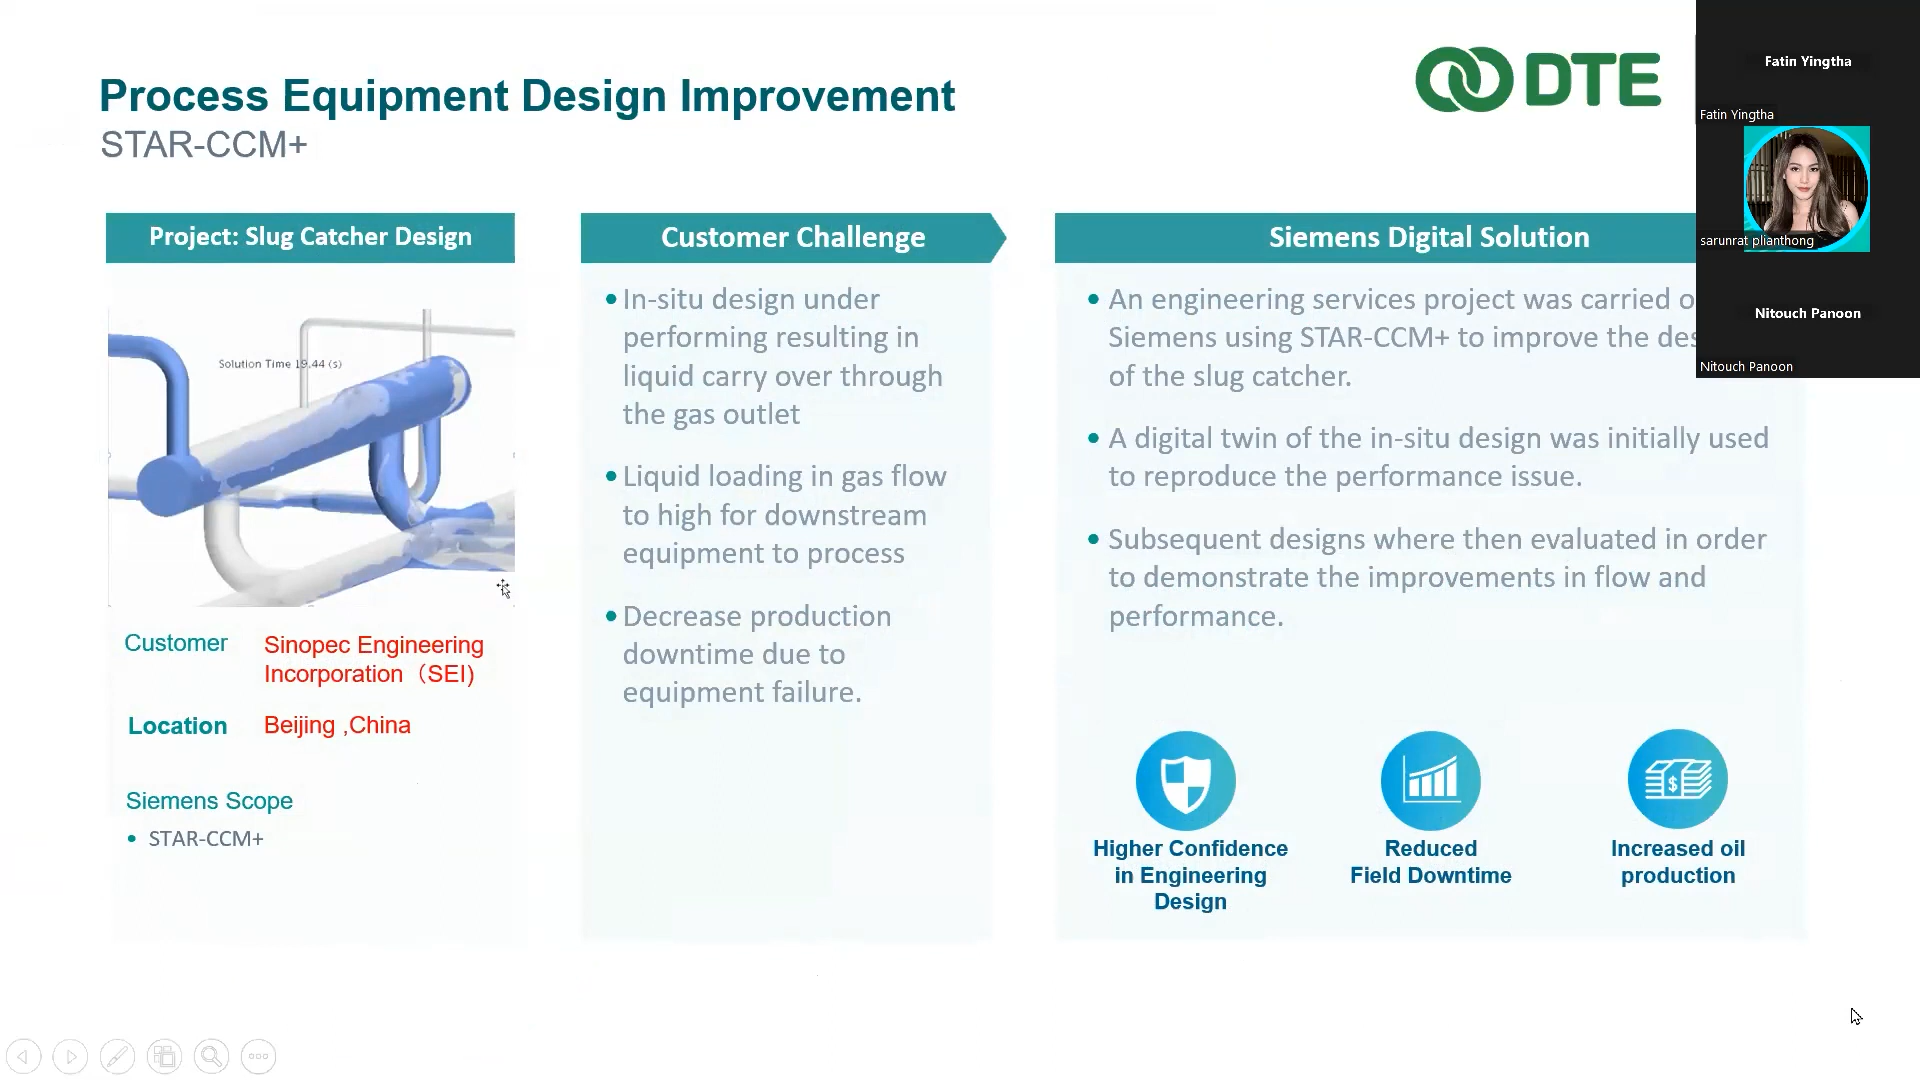 Process Equipment Design Improvement
STAR-CCM+
DTE
Project: Slug Catcher Design
Solution Time 19.44 (s)
Customer Sinopec Engineering
Incorporation（SEI)
Location Beijing ,China
Siemens Scope
• STAR-CCM+
Customer Challenge
• In-situ design under
performing resulting in
liquid carry over through
the gas outlet
• Liquid loading in gas flow
to high for downstream
equipment to process
• Decrease production
downtime due to
equipment failure.
Siemens Digital Solution
• An engineering services project was carried o
Siemens using STAR-CCM+ to improve the des
of the slug catcher.
• A digital twin of the in-situ design was initially used
to reproduce the performance issue.
• Subsequent designs where then evaluated in order
to demonstrate the improvements in flow and
performance.
Higher Confidence
in Engineering
Design
Reduced
Field Downtime
Increased oil
production
Fatin Yingtha
Fatin Yingtha
sarunrat plianthong
Nitouch Panoon
Nitouch Panoon